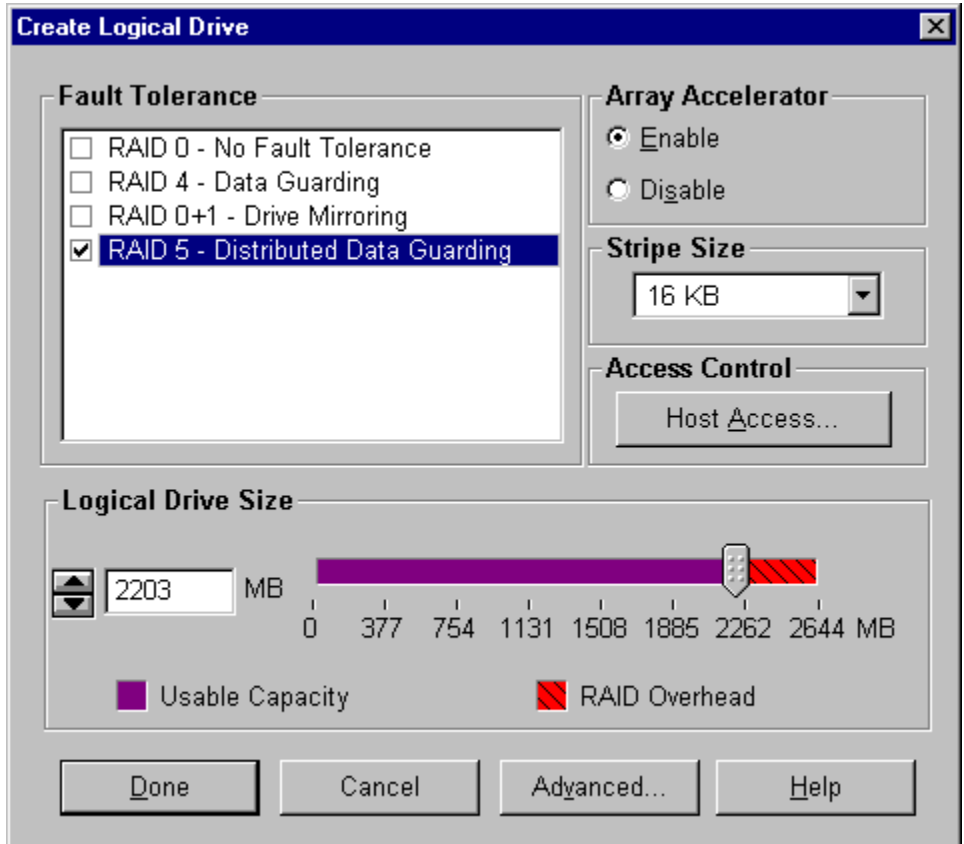 Create Logical Drive
Fault Tolerance
RAID 0 - No Fault Tolerance
RAID 4 - Data Guarding
RAID 0+1 - Drive Mirroring
RAID 5 - Distributed Data Guarding
Array Accelerator
Enable
Disable
Stripe Size
16 KB
Access Control
Host Access...
Logical Drive Size
2203 MB
0 377 754 1131 1508 1885 2262 2644 MB
Usable Capacity
RAID Overhead
Done Cancel Advanced... Help